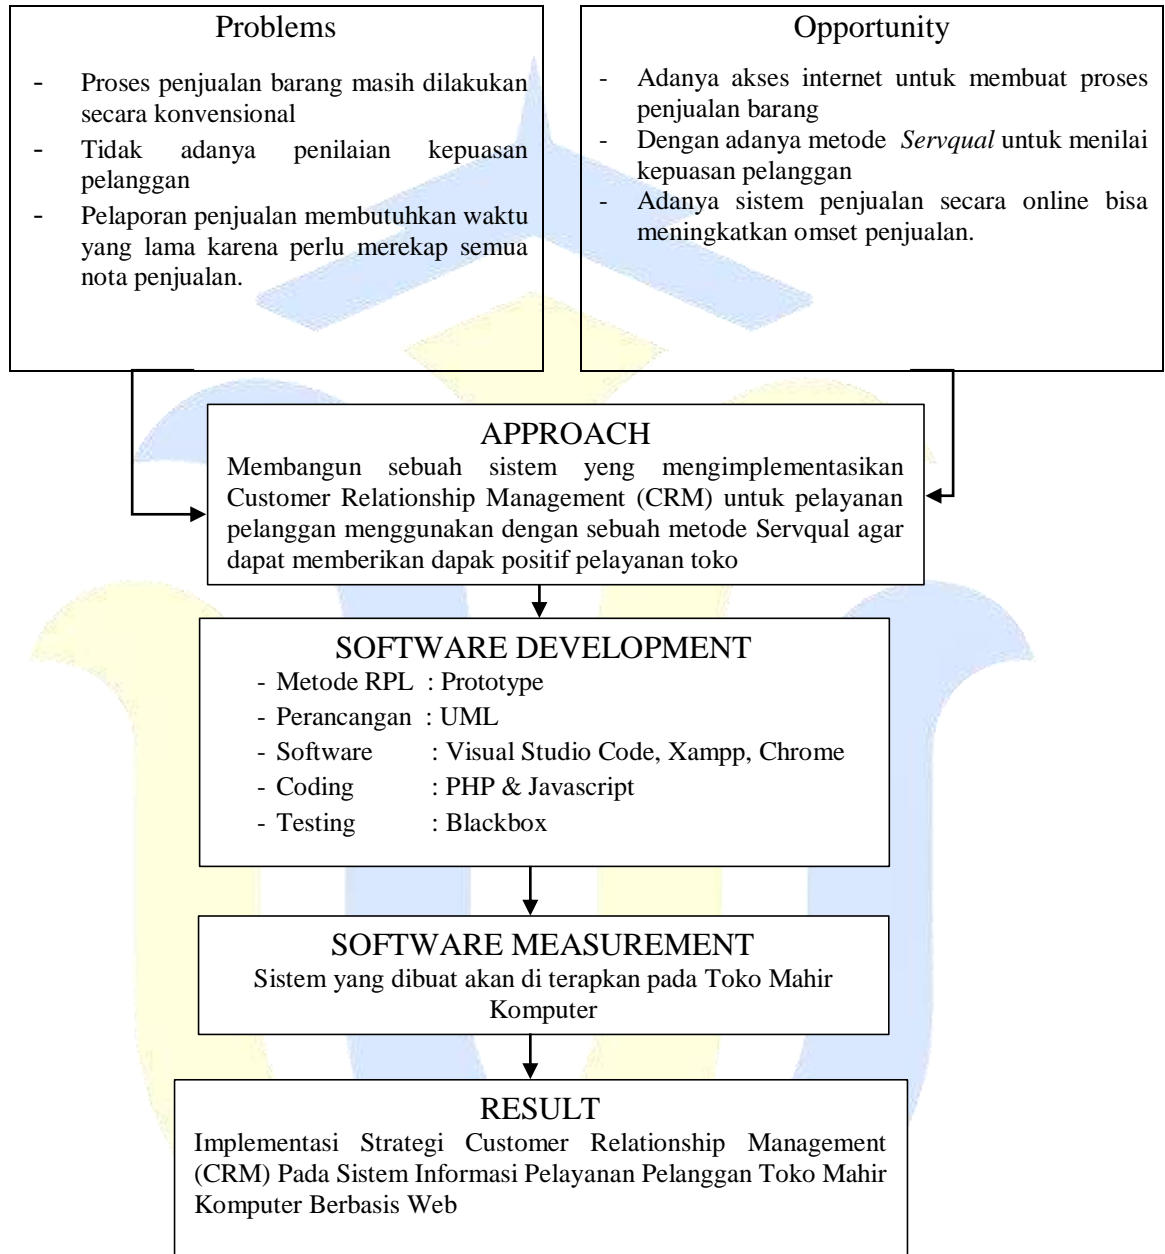 Problems
- Proses penjualan barang masih dilakukan
secara konvensional
- Tidak adanya penilaian kepuasan
pelanggan
- Pelaporan penjualan membutuhkan waktu
yang lama karena perlu merekap semua
nota penjualan.
Opportunity
- Adanya akses internet untuk membuat proses
penjualan barang
- Dengan adanya metode Servqual untuk menilai
kepuasan pelanggan
- Adanya sistem penjualan secara online bisa
meningkatkan omset penjualan.
APPROACH
Membangun sebuah sistem yeng mengimplementasikan
Customer Relationship Management (CRM) untuk pelayanan
pelanggan menggunakan dengan sebuah metode Servqual agar
dapat memberikan dapak positif pelayanan toko
SOFTWARE DEVELOPMENT
- Metode RPL : Prototype
- Perancangan : UML
- Software : Visual Studio Code, Xampp, Chrome
- Coding : PHP & Javascript
- Testing : Blackbox
SOFTWARE MEASUREMENT
Sistem yang dibuat akan di terapkan pada Toko Mahir
Komputer
RESULT
Implementasi Strategi Customer Relationship Management
(CRM) Pada Sistem Informasi Pelayanan Pelanggan Toko Mahir
Komputer Berbasis Web